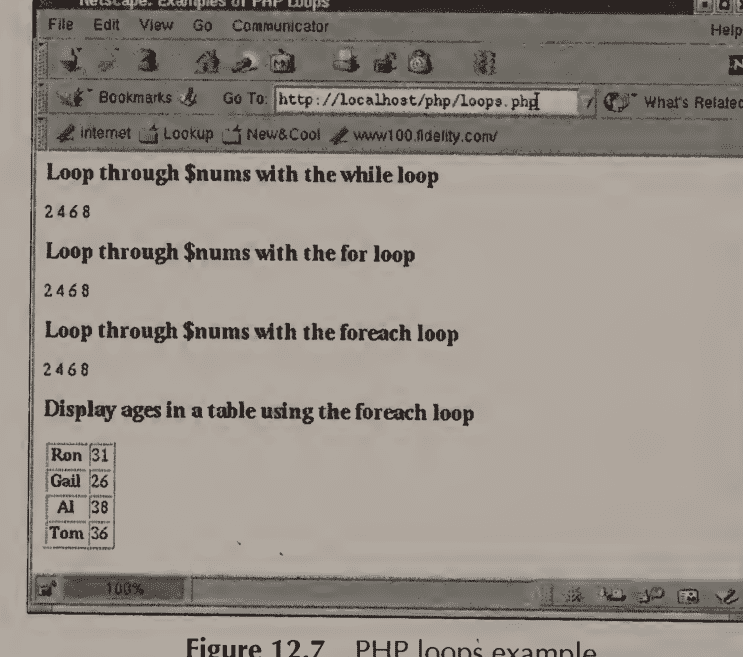 Netscape: Examples of PHP Loops
File Edit View Go Communicator Help
Bookmarks Go To: http://localhost/php/loops.php What's Related
internet Lookup New&Cool www100.fidelity.com/
Loop through $nums with the while loop
2 4 6 8
Loop through $nums with the for loop
2 4 6 8
Loop through $nums with the foreach loop
2 4 6 8
Display ages in a table using the foreach loop
Ron 31
Gail 26
Al 38
Tom 36
100%
Figure 12.7 PHP loops example